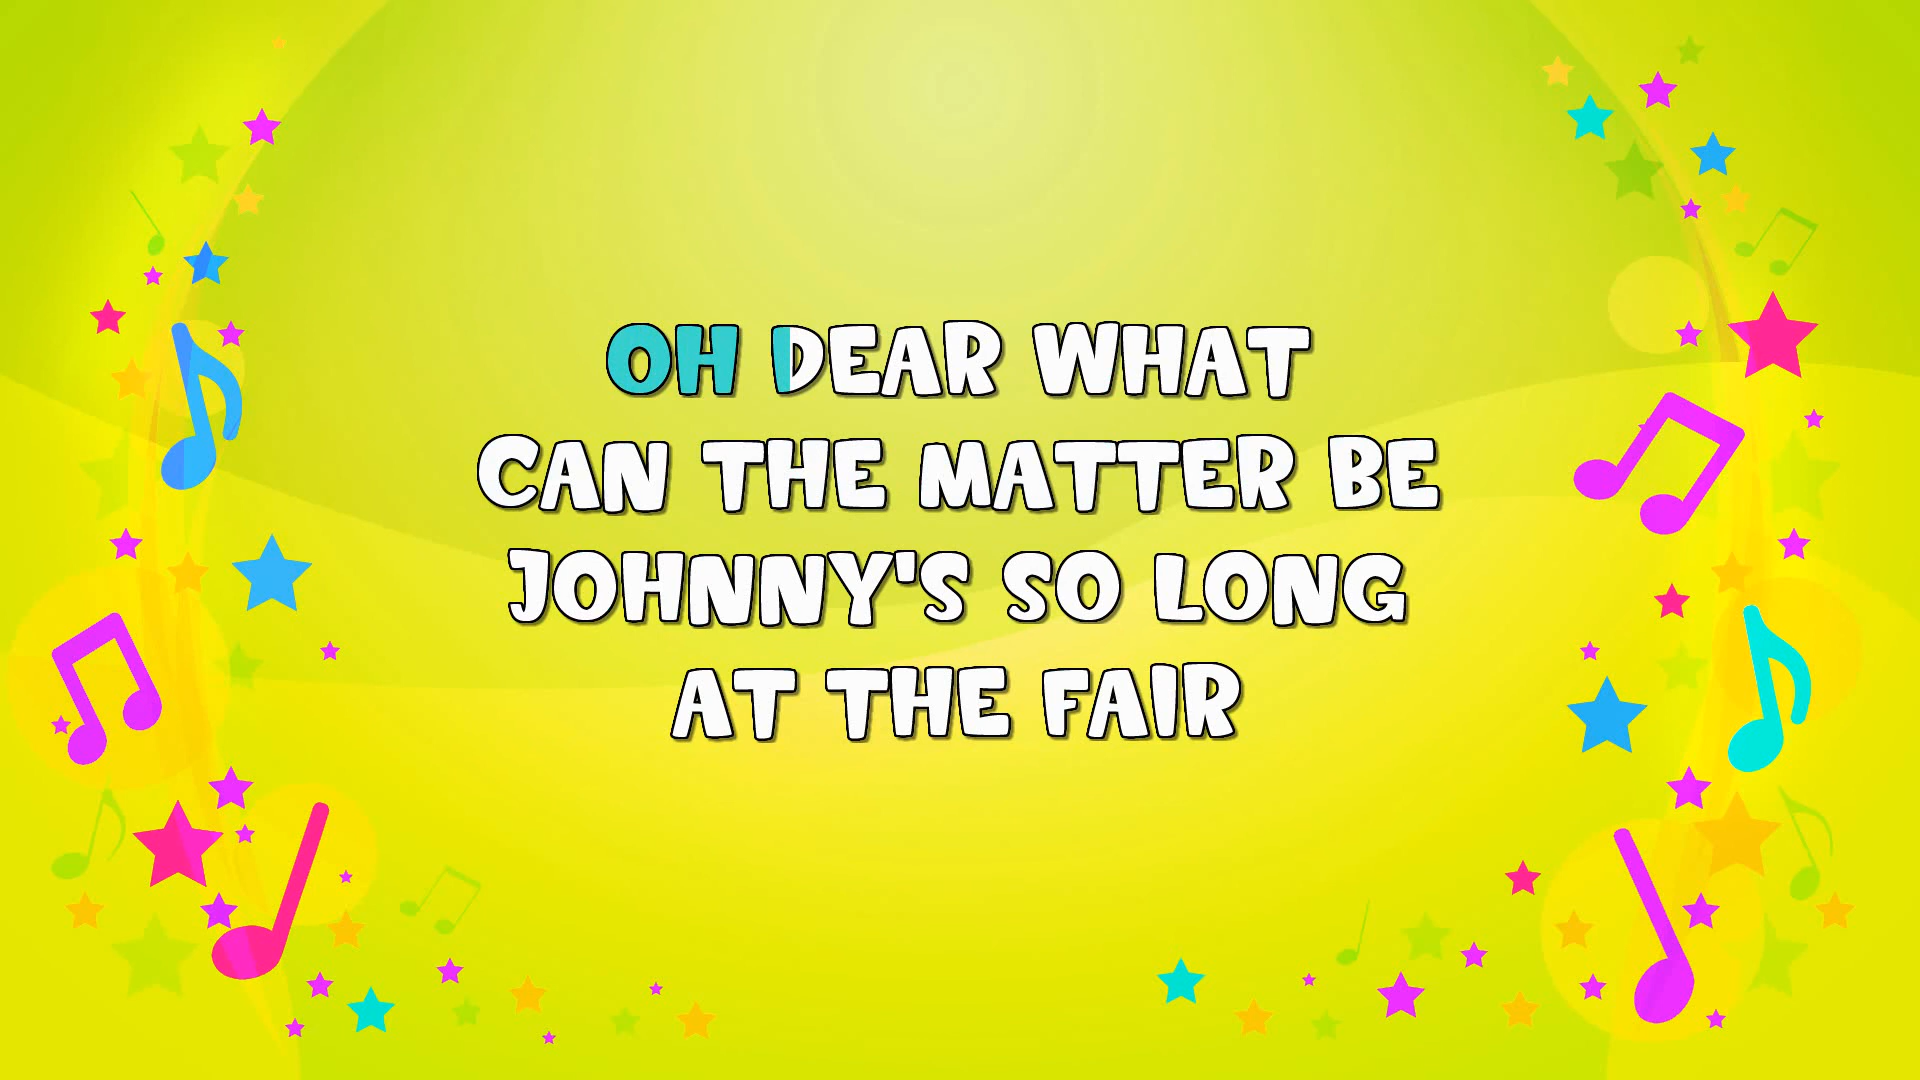 OH DEAR WHAT
CAN THE MATTER BE
JOHNNY'S SO LONG
AT THE FAIR